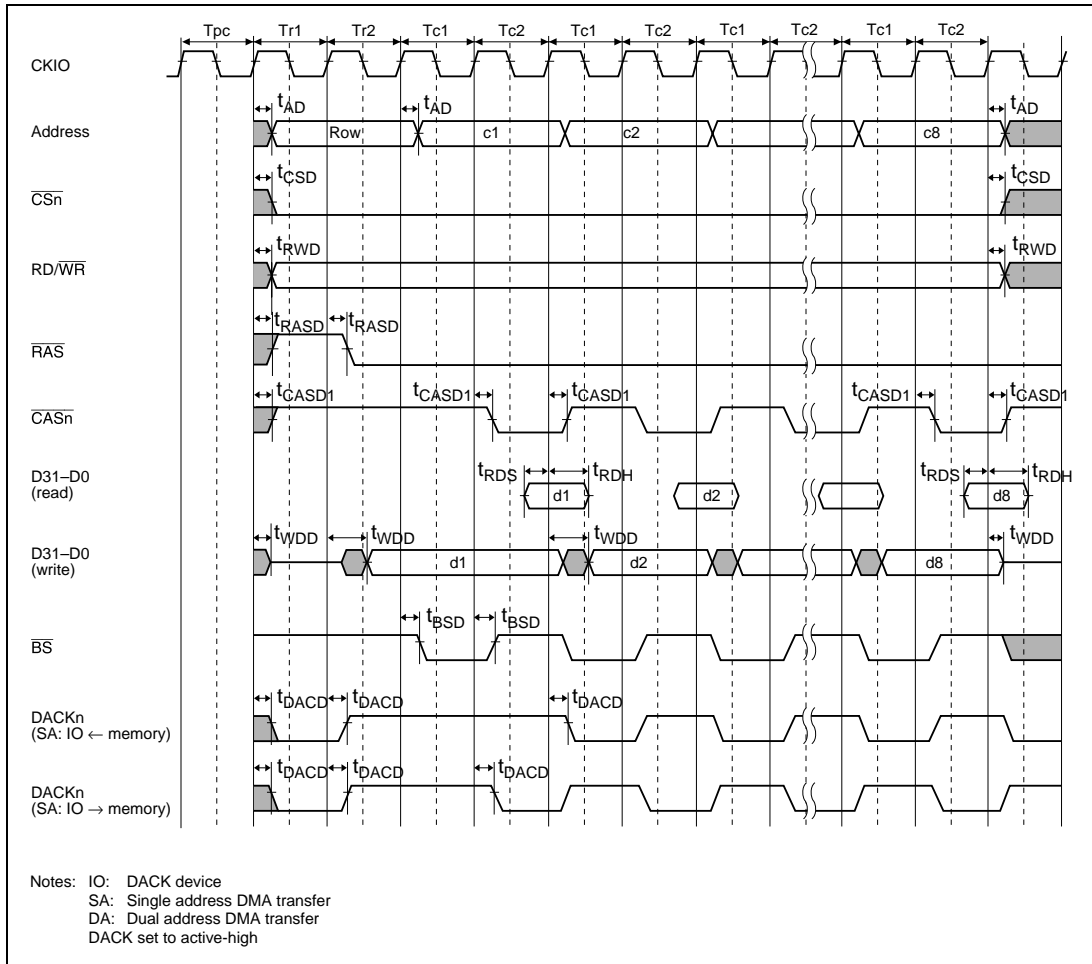 Tpc Tr1 Tr2 Tc1 Tc2 Tc1 Tc2 Tc1 Tc2 Tc1 Tc2
CKIO
tAD tAD tAD
Address Row c1 c2 c8
tCSD tCSD
CSn
tRWD tRWD
RD/WR
tRASD tRASD
RAS
tCASD1 tCASD1 tCASD1 tCASD1 tCASD1
CASn
D31–D0
(read)
tRDS tRDH tRDS tRDH
d1 d2 d8
tWDD tWDD tWDD tWDD
D31–D0
(write)
d1 d2 d8
tBSD tBSD
BS
tDACD tDACD tDACD
DACKn
(SA: IO ← memory)
tDACD tDACD tDACD
DACKn
(SA: IO → memory)
Notes: IO: DACK device
SA: Single address DMA transfer
DA: Dual address DMA transfer
DACK set to active-high